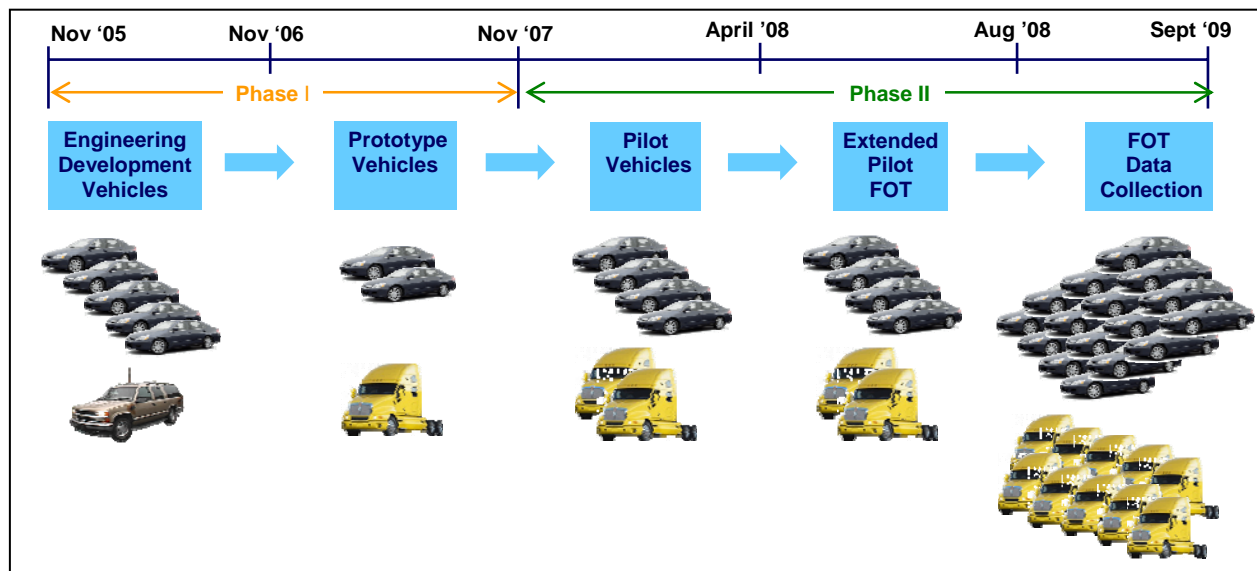 Nov ‘05
Nov ‘06
Nov ‘07
April ‘08
Aug ‘08
Sept ‘09
Phase I
Phase II
Engineering
Development
Vehicles
Prototype
Vehicles
Pilot
Vehicles
Extended
Pilot
FOT
FOT
Data
Collection